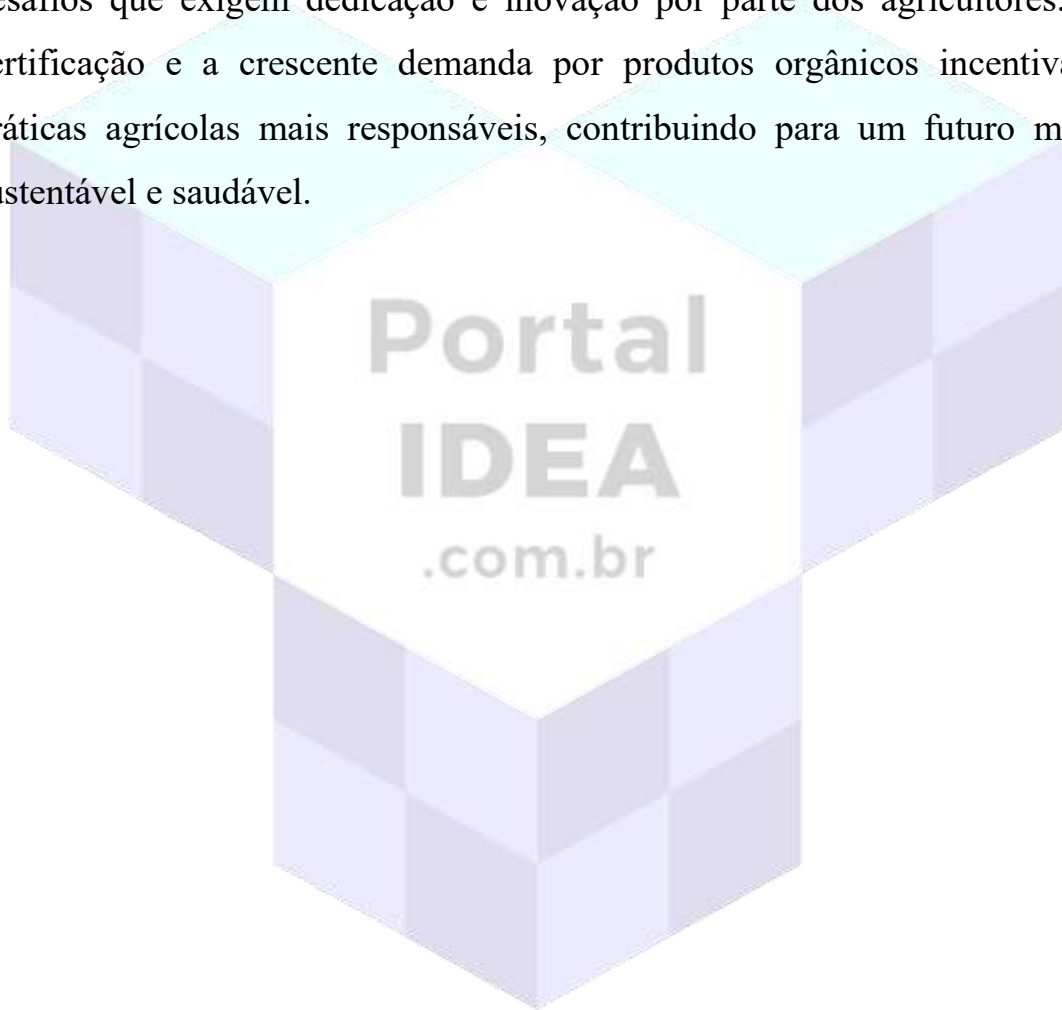 esafios que exigem dedicação e inovação por parte dos agricultores.
ertificação e a crescente demanda por produtos orgânicos incentiva
ráticas agrícolas mais responsáveis, contribuindo para um futuro m
ustentável e saudável.
Portal
IDEA
.com.br